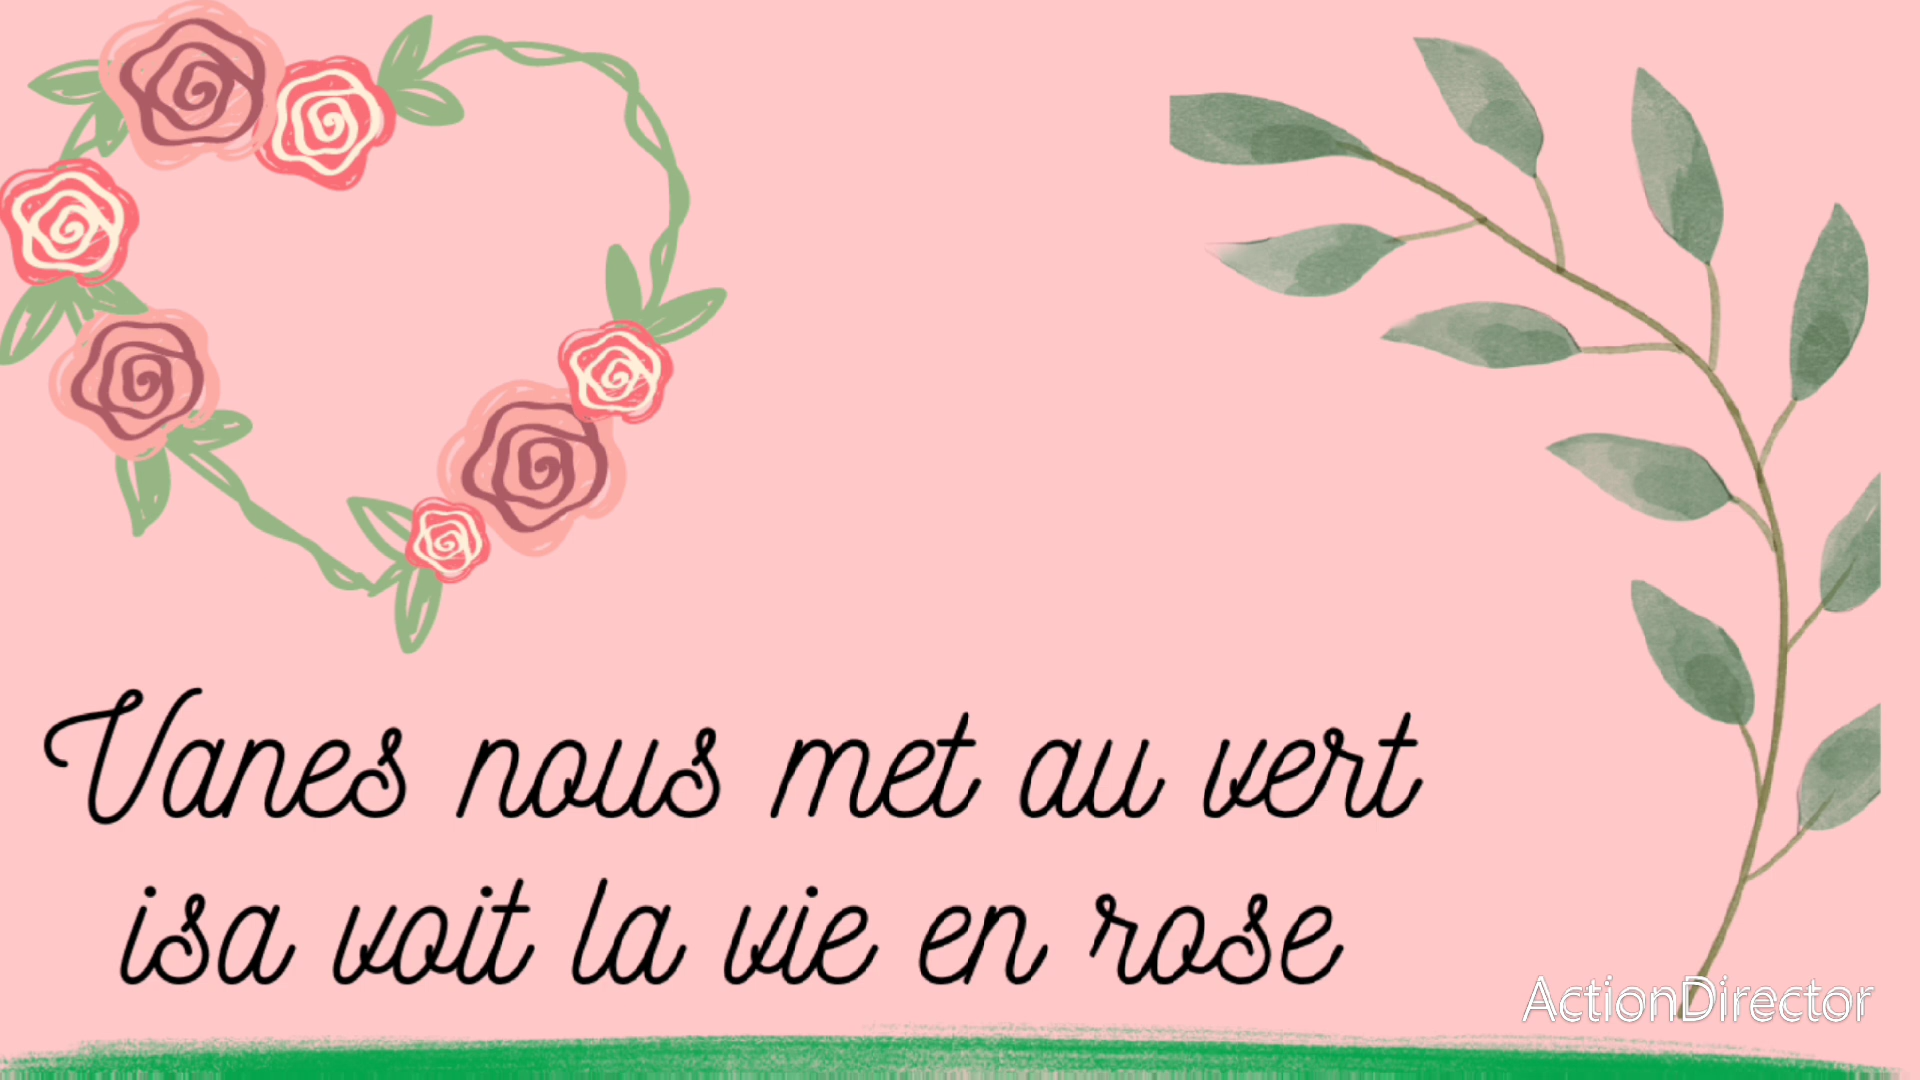 Vanes nous met au vert
isa voit la vie en rose
ActionDirector